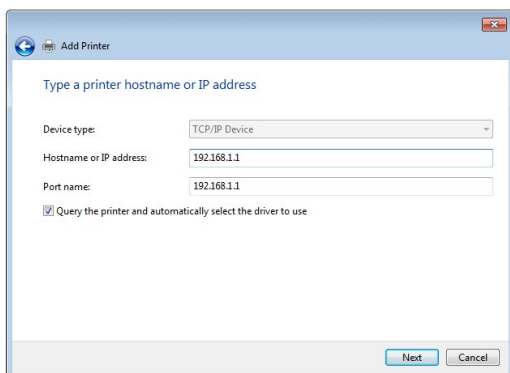 Add Printer
Type a printer hostname or IP address
Device type: TCP/IP Device
Hostname or IP address: 192.168.1.1
Port name: 192.168.1.1
Query the printer and automatically select the driver to use
Next Cancel